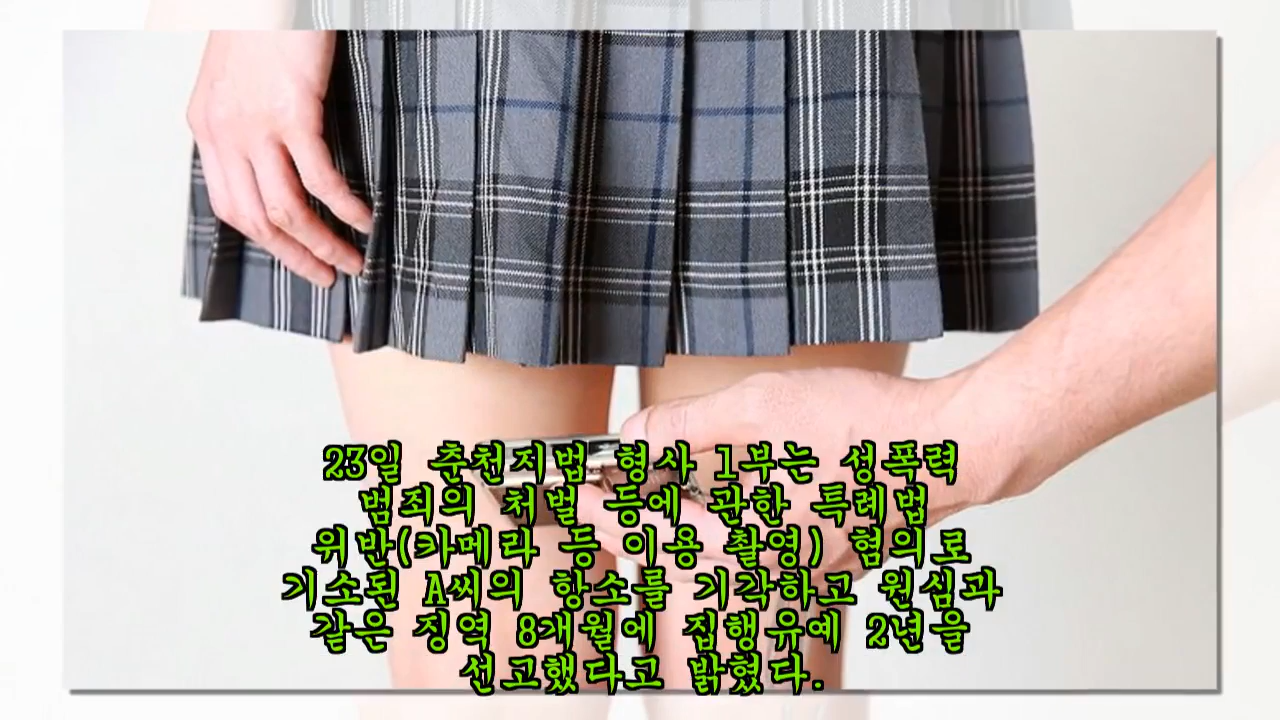 23일 춘천지법 형사 1부는 성폭력
범죄의 처벌 등에 관한 특례법
위반(카메라 등 이용 촬영) 혐의로
기소된 A씨의 항소를 기각하고 원심과
같은 징역 8개월에 집행유예 2년을
선고했다고 밝혔다.